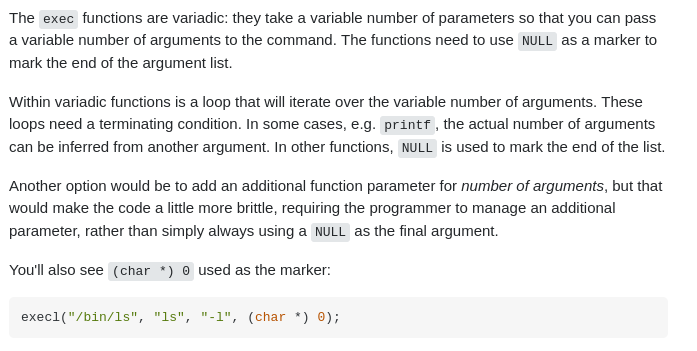 The exec functions are variadic: they take a variable number of parameters so that you can pass
a variable number of arguments to the command. The functions need to use NULL as a marker to
mark the end of the argument list.
Within variadic functions is a loop that will iterate over the variable number of arguments. These
loops need a terminating condition. In some cases, e.g. printf, the actual number of arguments
can be inferred from another argument. In other functions, NULL is used to mark the end of the list.
Another option would be to add an additional function parameter for number of arguments, but that
would make the code a little more brittle, requiring the programmer to manage an additional
parameter, rather than simply always using a NULL as the final argument.
You'll also see (char *) 0 used as the marker:
execl("/bin/ls", "ls", "-l", (char *) 0);